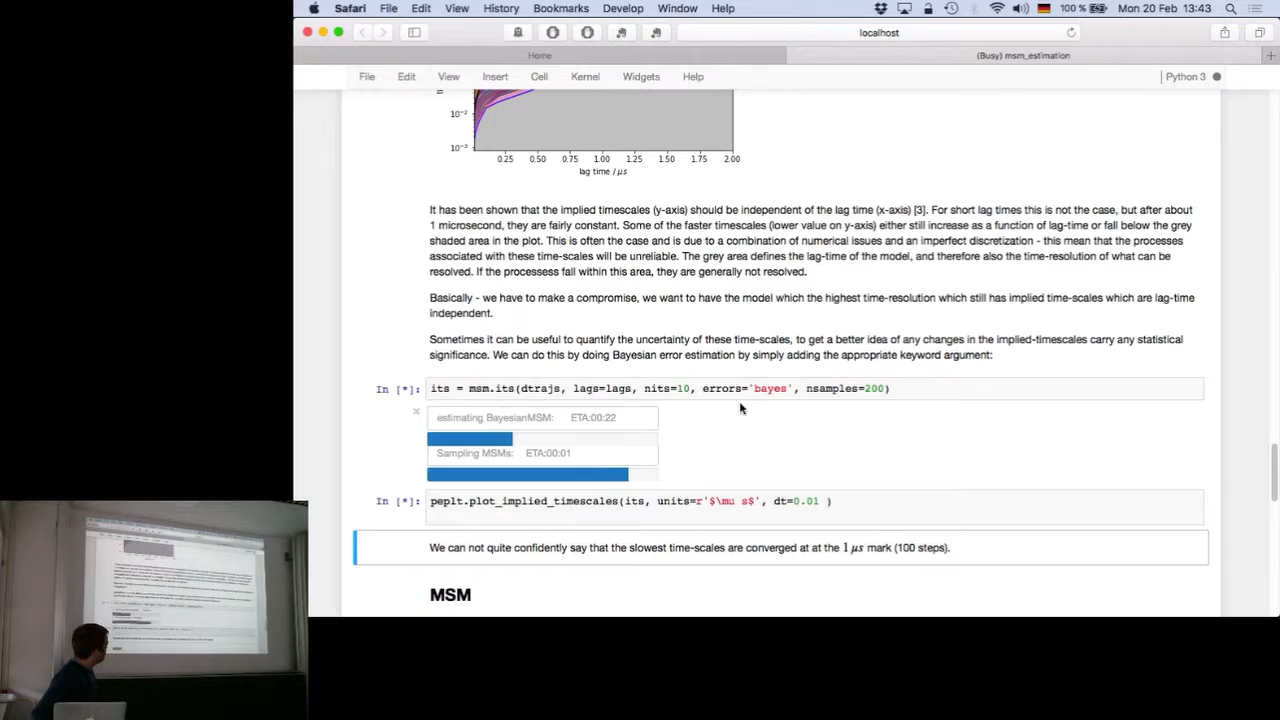 Safari File Edit View History Bookmarks Develop Window Help 100 % Mon 20 Feb 13:43
localhost
Home (Busy) msm_estimation
File Edit View Insert Cell Kernel Widgets Help Python 3
10⁻²
10⁻³
0.25 0.50 0.75 1.00 1.25 1.50 1.75 2.00
lag time / μs
It has been shown that the implied timescales (y-axis) should be independent of the lag time (x-axis) [3]. For short lag times this is not the case, but after about
1 microsecond, they are fairly constant. Some of the faster timescales (lower value on y-axis) either still increase as a function of lag-time or fall below the grey
shaded area in the plot. This is often the case and is due to a combination of numerical issues and an imperfect discretization - this mean that the processes
associated with these time-scales will be unreliable. The grey area defines the lag-time of the model, and therefore also the time-resolution of what can be
resolved. If the processess fall within this area, they are generally not resolved.
Basically - we have to make a compromise, we want to have the model which the highest time-resolution which still has implied time-scales which are lag-time
independent.
Sometimes it can be useful to quantify the uncertainty of these time-scales, to get a better idea of any changes in the implied-timescales carry any statistical
significance. We can do this by doing Bayesian error estimation by simply adding the appropriate keyword argument:
In [*]: its = msm.its(dtrajs, lags=lags, nits=10, errors='bayes', nsamples=200)
estimating BayesianMSM: ETA:00:22
Sampling MSMs: ETA:00:01
In [*]: peplt.plot_implied_timescales(its, units=r'$\mu s$', dt=0.01 )
We can not quite confidently say that the slowest time-scales are converged at at the 1 μs mark (100 steps).
MSM